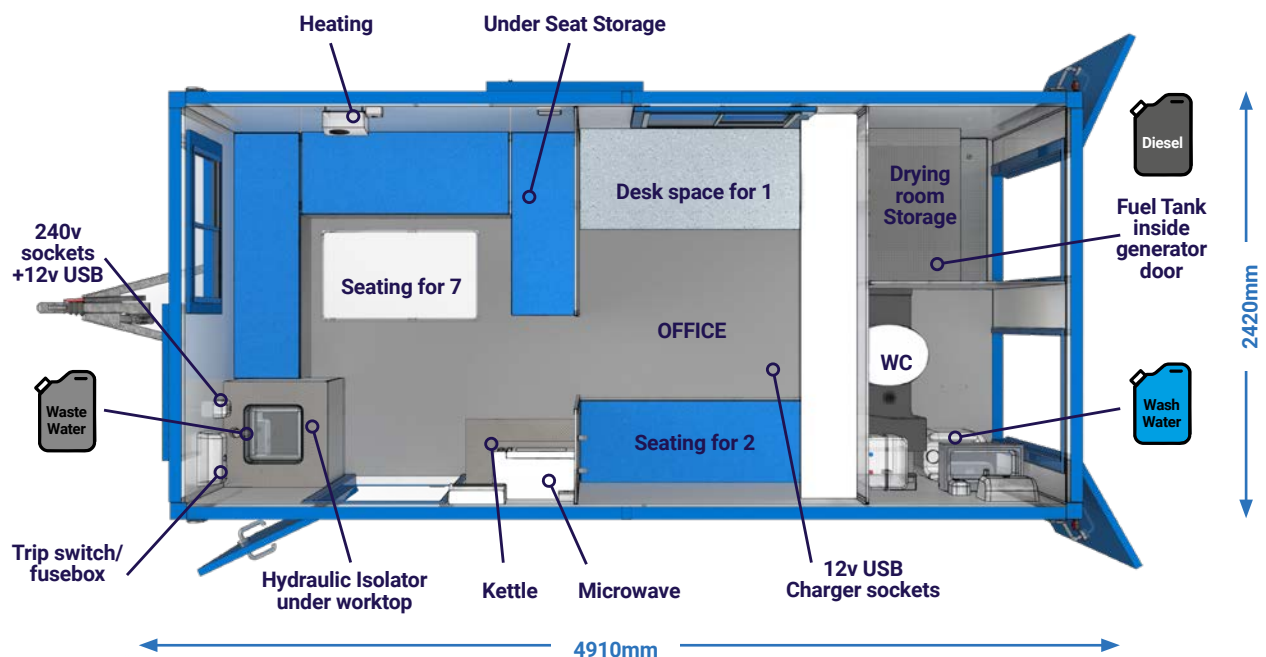 Heating
Under Seat Storage
Diesel
Desk space for 1
Drying
room
Storage
Fuel Tank
inside
generator
door
240v
sockets
+12v USB
Seating for 7
OFFICE
2420mm
WC
Waste
Water
Wash
Water
Seating for 2
Trip switch/
fusebox
Hydraulic Isolator
under worktop
Kettle
Microwave
12v USB
Charger sockets
4910mm